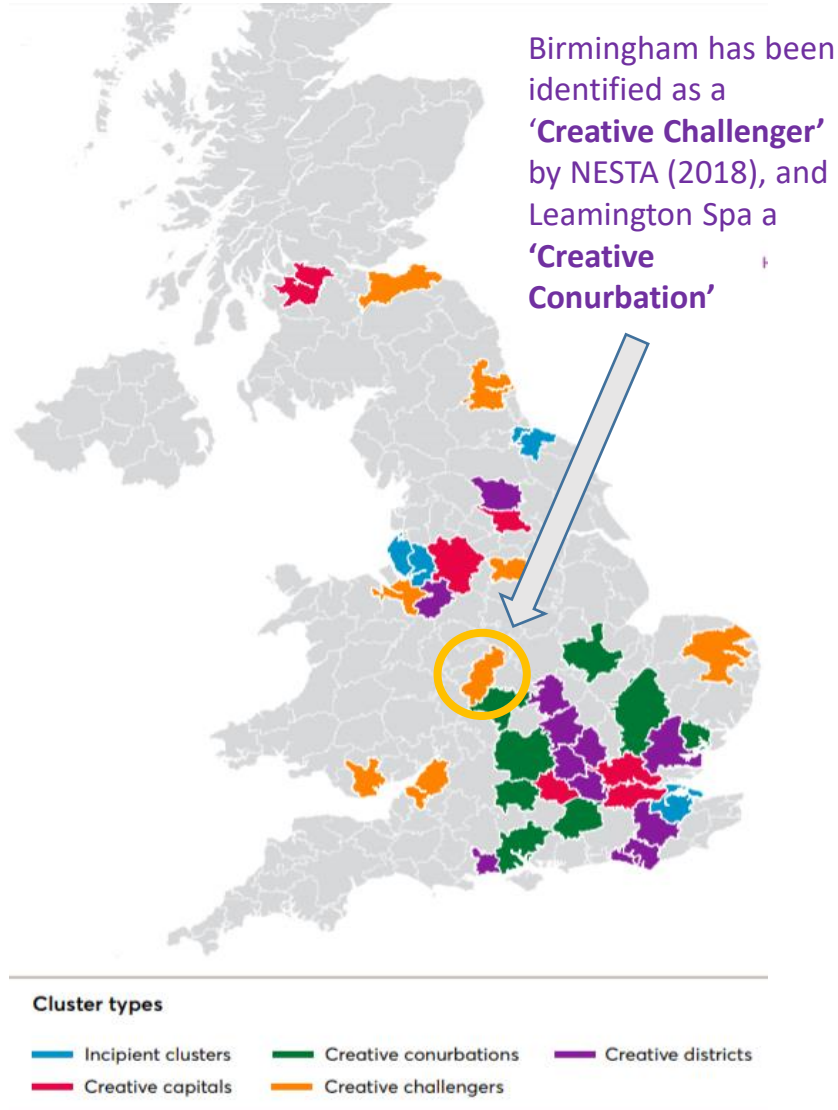 Birmingham has been
identified as a
‘Creative Challenger’
by NESTA (2018), and
Leamington Spa a
‘Creative
Conurbation’
Cluster types
Incipient clusters
Creative conurbations
Creative districts
Creative capitals
Creative challengers